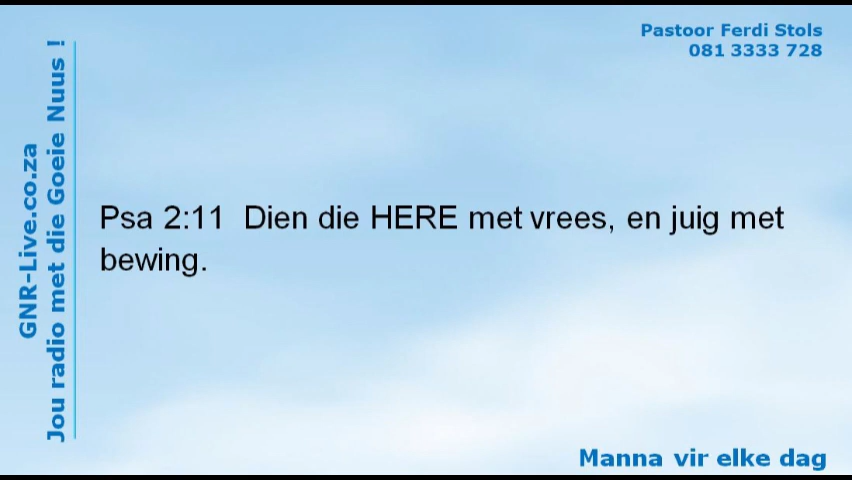 Pastoor Ferdi Stols
081 3333 728
GNR-Live.co.za
Jou radio met die Goeie Nuus !
Psa 2:11  Dien die HERE met vrees, en juig met
bewing.
Manna vir elke dag